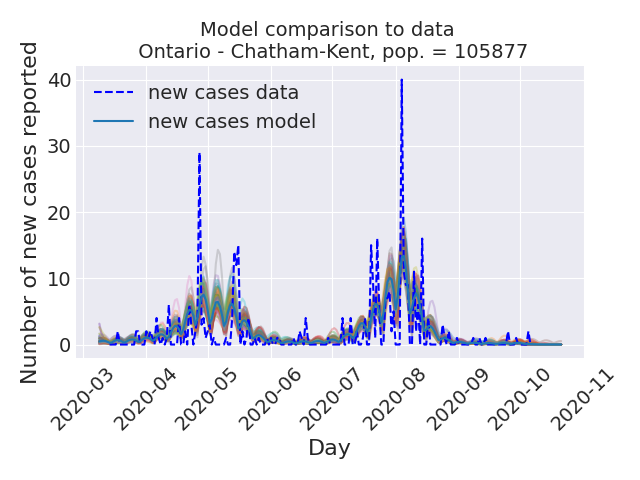 Model comparison to data
Ontario - Chatham-Kent, pop. = 105877
Number of new cases reported
40
30
20
10
0
new cases data
new cases model
2020-03
2020-04
2020-05
2020-06
2020-07
2020-08
2020-09
2020-10
2020-11
Day